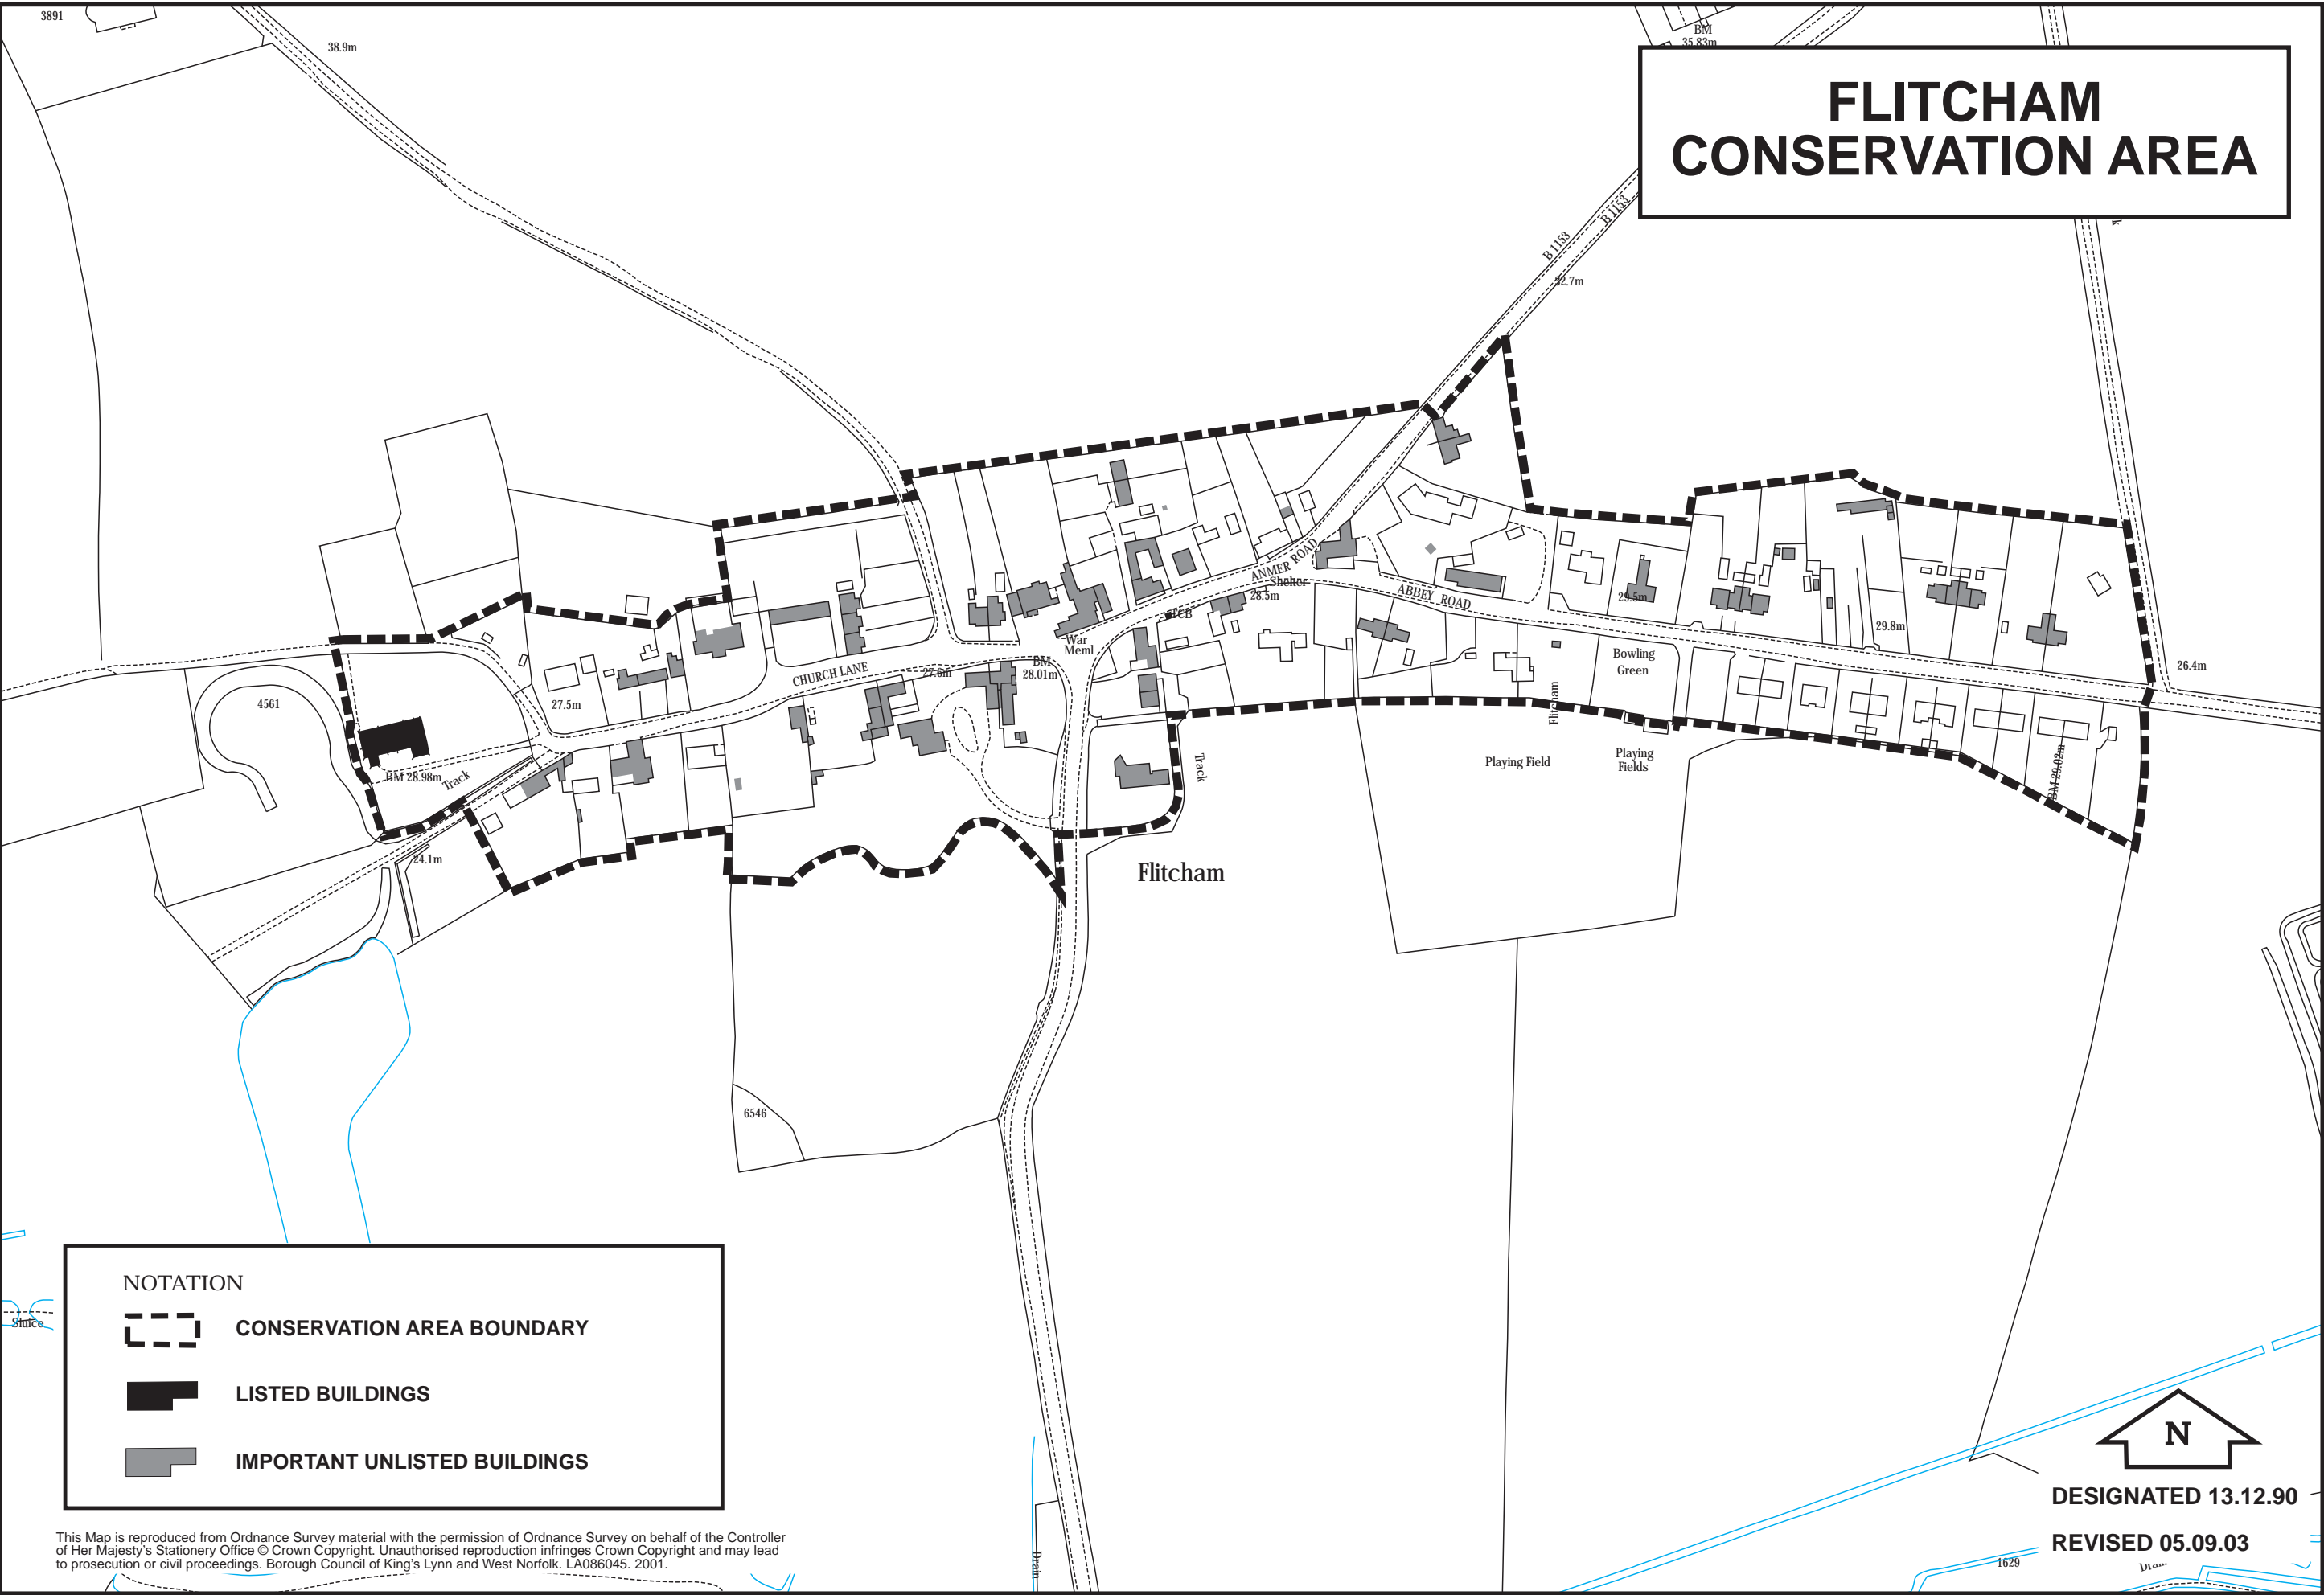 3891
38.9m
BM
35.83m
FLITCHAM
CONSERVATION AREA
B 1153
B 1153
32.7m
ANMER ROAD
Shelter
28.5m
ABBEY ROAD
TCB
29.5m
29.8m
War
Meml
BM
28.01m
Bowling
Green
26.4m
CHURCH LANE
27.6m
4561
27.5m
Flitcham
BM 28.98m
Track
Track
Playing Field
Playing
Fields
BM 29.02m
24.1m
Flitcham
6546
NOTATION
CONSERVATION AREA BOUNDARY
LISTED BUILDINGS
IMPORTANT UNLISTED BUILDINGS
Sluice
N
DESIGNATED 13.12.90
REVISED 05.09.03
This Map is reproduced from Ordnance Survey material with the permission of Ordnance Survey on behalf of the Controller
of Her Majesty's Stationery Office © Crown Copyright. Unauthorised reproduction infringes Crown Copyright and may lead
to prosecution or civil proceedings. Borough Council of King's Lynn and West Norfolk. LA086045. 2001.
Drain
1629